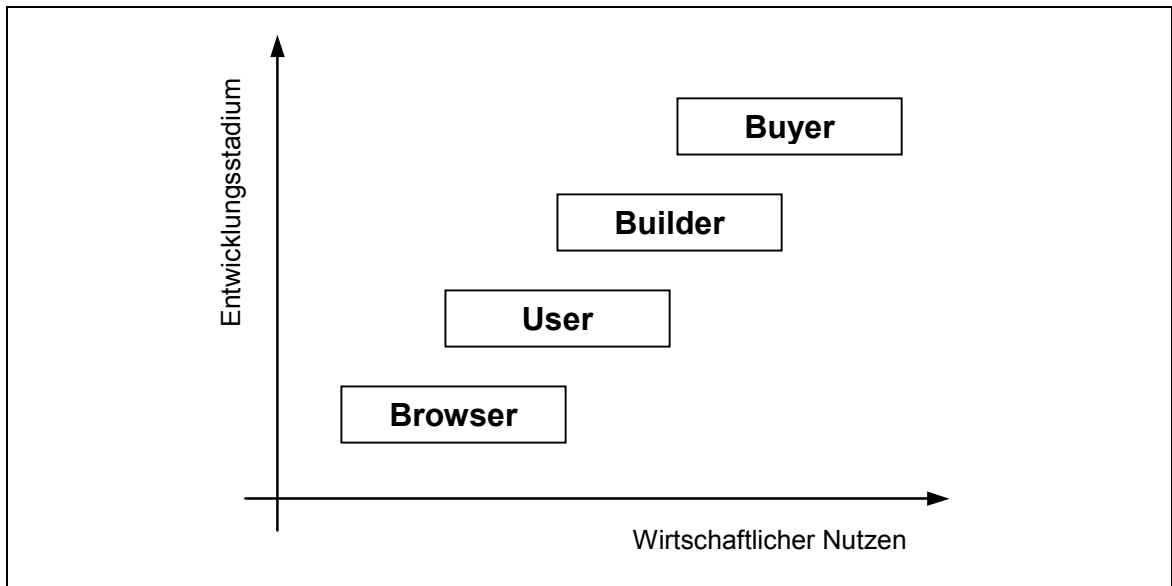 Entwicklungsstadium
Buyer
Builder
User
Browser
Wirtschaftlicher Nutzen